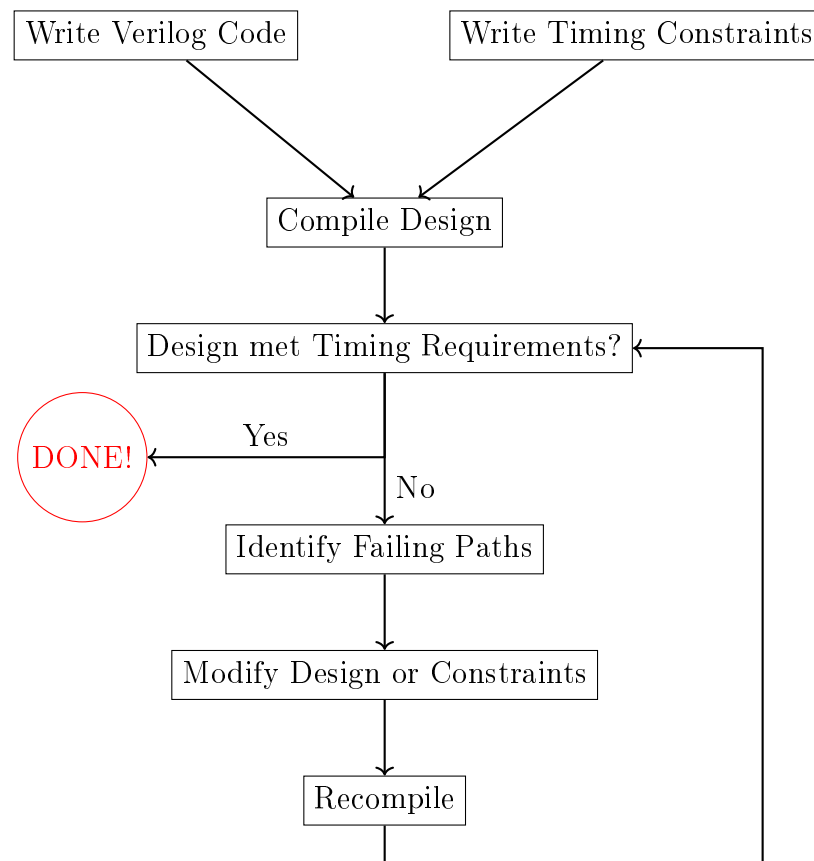 Write Verilog Code
Write Timing Constraints
Compile Design
Design met Timing Requirements?
Yes
DONE!
No
Identify Failing Paths
Modify Design or Constraints
Recompile